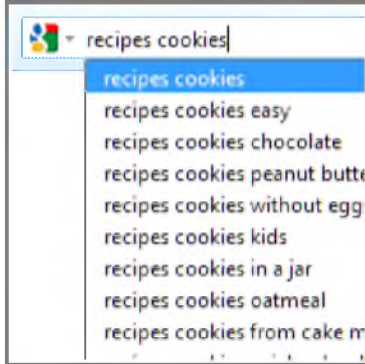 recipes cookies
recipes cookies
recipes cookies easy
recipes cookies chocolate
recipes cookies peanut butte
recipes cookies without egg
recipes cookies kids
recipes cookies in a jar
recipes cookies oatmeal
recipes cookies from cake m